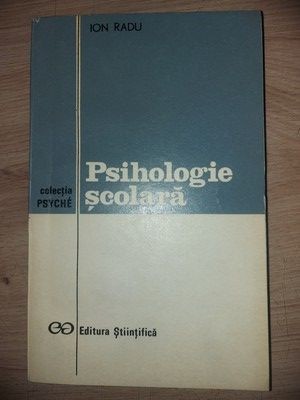 ION RADU
Psihologie
școlară
colecția
PSYCHÉ
Editura Științifică